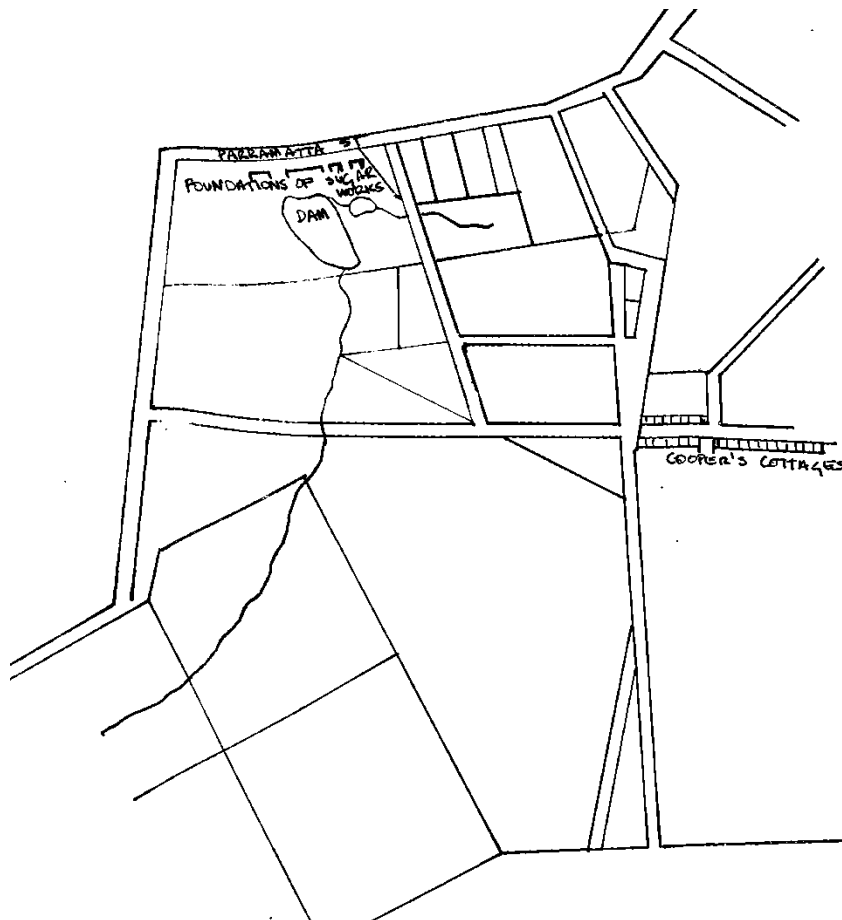 PARRAMATTA ST
FOUNDATIONS OF SUGAR
WORKS
DAM
COOPER'S COTTAGES